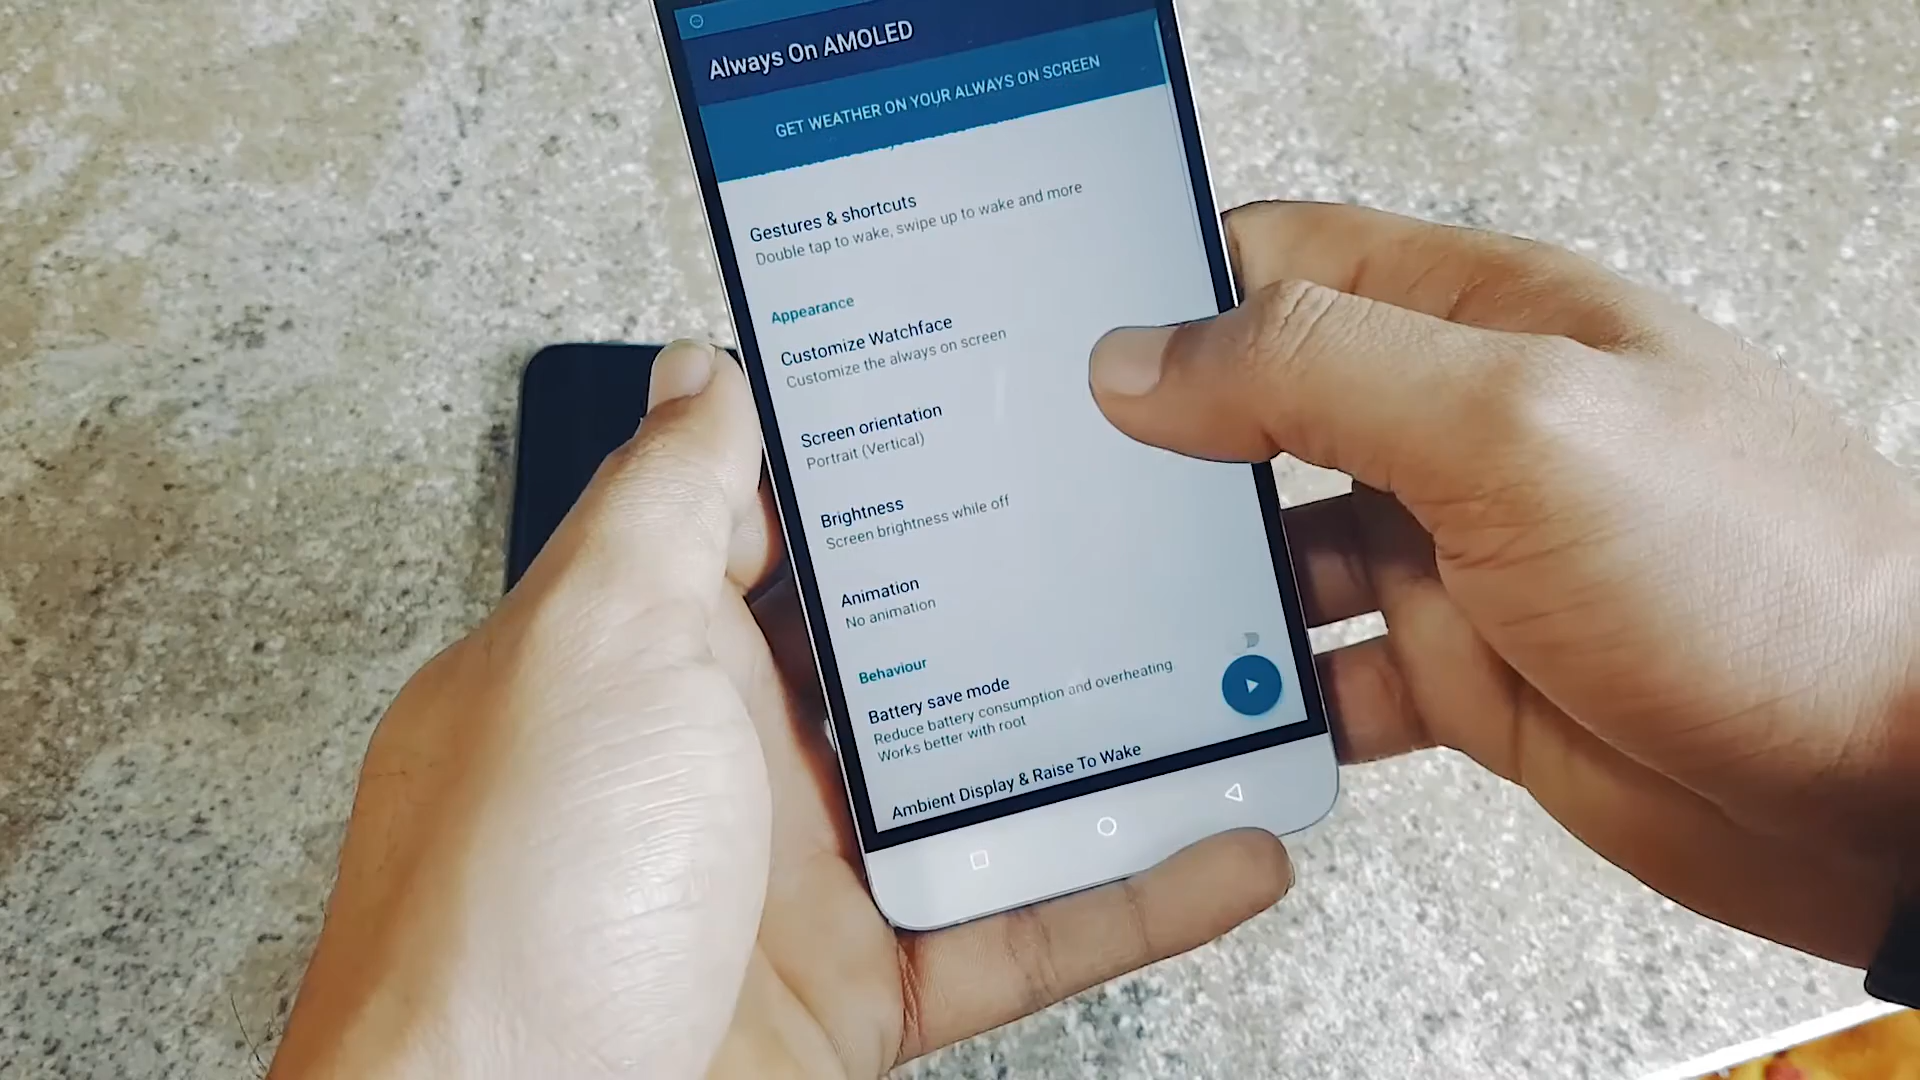 Always On AMOLED
GET WEATHER ON YOUR ALWAYS ON SCREEN
Gestures & shortcuts
Double tap to wake, swipe up to wake and more
Appearance
Customize Watchface
Customize the always on screen
Screen orientation
Portrait (Vertical)
Brightness
Screen brightness while off
Animation
No animation
Behaviour
Battery save mode
Reduce battery consumption and overheating
Works better with root
Ambient Display & Raise To Wake